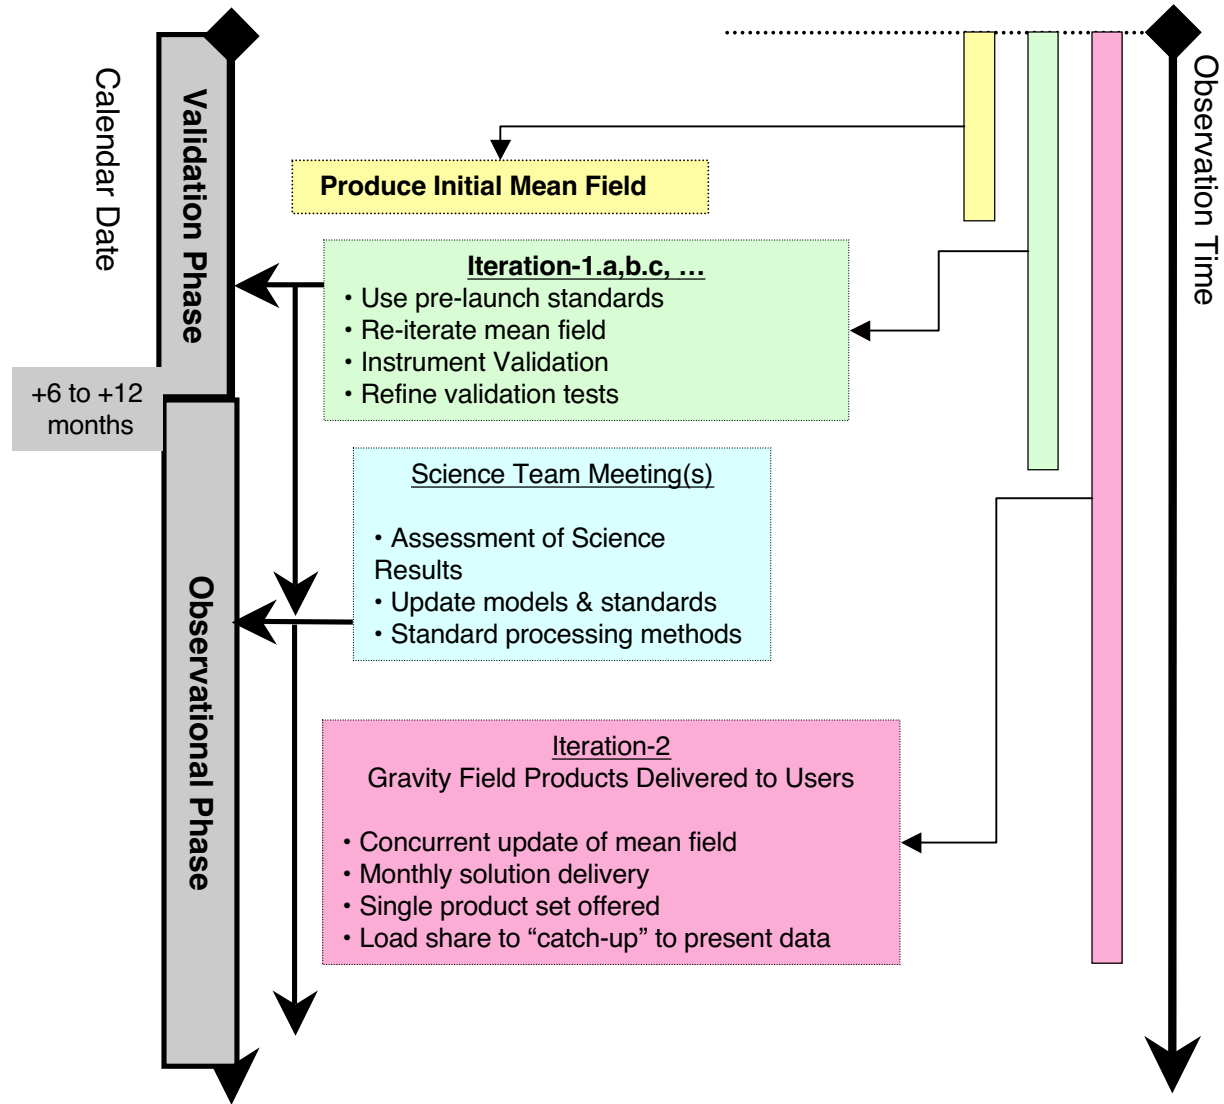 Calendar Date
Validation Phase
+6 to +12
months
Observational Phase
Produce Initial Mean Field
Iteration-1.a,b.c, …
• Use pre-launch standards
• Re-iterate mean field
• Instrument Validation
• Refine validation tests
Science Team Meeting(s)
• Assessment of Science
Results
• Update models & standards
• Standard processing methods
Iteration-2
Gravity Field Products Delivered to Users
• Concurrent update of mean field
• Monthly solution delivery
• Single product set offered
• Load share to “catch-up” to present data
Observation Time